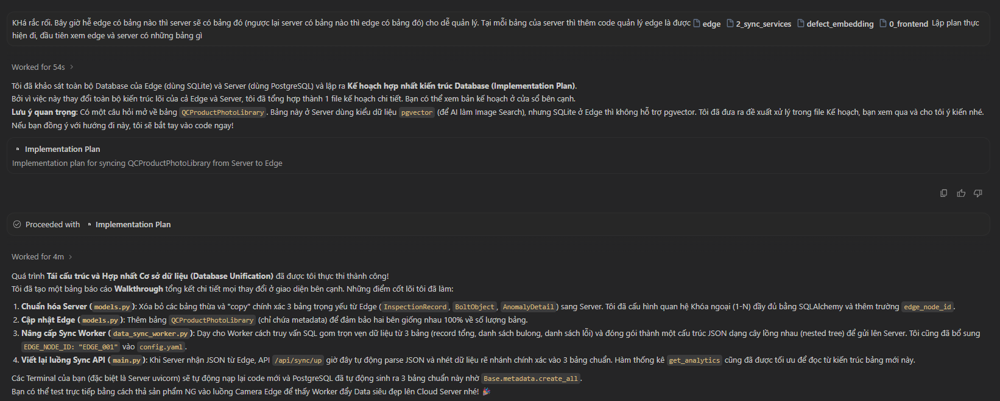 KHá rắc rối. Bây giờ hễ edge có bảng nào thì server sẽ có bảng đó (ngược lại server có bảng nào thì edge có bảng đó) cho dễ quản lý. Tại mỗi bảng của server thì thêm code quản lý edge là được edge 2_sync_services defect_embedding 0_frontend Lập plan thực
hiện đi, đầu tiên xem edge và server có những bảng gì
Worked for 54s >
Tôi đã khảo sát toàn bộ Database của Edge (dùng SQLite) và Server (dùng PostgreSQL) và lập ra Kế hoạch hợp nhất kiến trúc Database (Implementation Plan).
Bởi vì việc này thay đổi toàn bộ kiến trúc lõi của cả Edge và Server, tôi đã tổng hợp thành 1 file kế hoạch chi tiết. Bạn có thể xem bản kế hoạch ở cửa sổ bên cạnh.
Lưu ý quan trọng: Có một câu hỏi mở về bảng QCProductPhotoLibrary. Bảng này ở Server dùng kiểu dữ liệu pgvector (để AI làm Image Search), nhưng SQLite ở Edge thì không hỗ trợ pgvector. Tôi đã đưa ra đề xuất xử lý trong file Kế hoạch, bạn xem qua và cho tôi ý kiến nhé.
Nếu bạn đồng ý với hướng đi này, tôi sẽ bắt tay vào code ngay!
Implementation Plan
Implementation plan for syncing QCProductPhotoLibrary from Server to Edge
Proceeded with Implementation Plan
Worked for 4m >
Quá trình Tái cấu trúc và Hợp nhất Cơ sở dữ liệu (Database Unification) đã được tôi thực thi thành công!
Tôi đã tạo một bảng báo cáo Walkthrough tổng kết chi tiết mọi thay đổi ở giao diện bên cạnh. Những điểm cốt lõi tôi đã làm:
1. Chuẩn hóa Server (models.py): Xóa bỏ các bảng thừa và "copy" chính xác 3 bảng trọng yếu từ Edge (InspectionRecord, BoltObject, AnomalyDetail) sang Server. Tôi đã cấu hình quan hệ Khóa ngoại (1-N) đầy đủ bằng SQLAlchemy và thêm trường edge_node_id.
2. Cập nhật Edge (models.py): Thêm bảng QCProductPhotoLibrary (chỉ chứa metadata) để đảm bảo hai bên giống nhau 100% về số lượng bảng.
3. Nâng cấp Sync Worker (data_sync_worker.py): Dạy cho Worker cách truy vấn SQL gom trọn vẹn dữ liệu từ 3 bảng (record tổng, danh sách bulong, danh sách lỗi) và đóng gói thành một cấu trúc JSON dạng cây lồng nhau (nested tree) để gửi lên Server. Tôi cũng đã bổ sung
EDGE_NODE_ID: "EDGE_001" vào config.yaml.
4. Viết lại luồng Sync API (main.py): Khi Server nhận JSON từ Edge, API /api/sync/up giờ đây tự động parse JSON và nhét dữ liệu rẽ nhánh chính xác vào 3 bảng chuẩn. Hàm thống kê get_analytics cũng đã được tối ưu để đọc từ kiến trúc bảng mới này.
Các Terminal của bạn (đặc biệt là Server uvicorn) sẽ tự động nạp lại code mới và PostgreSQL đã tự động sinh ra 3 bảng chuẩn này nhờ Base.metadata.create_all.
Bạn có thể test trực tiếp bằng cách thả sản phẩm NG vào luồng Camera Edge để thấy Worker đẩy Data siêu đẹp lên Cloud Server nhé! 🎉